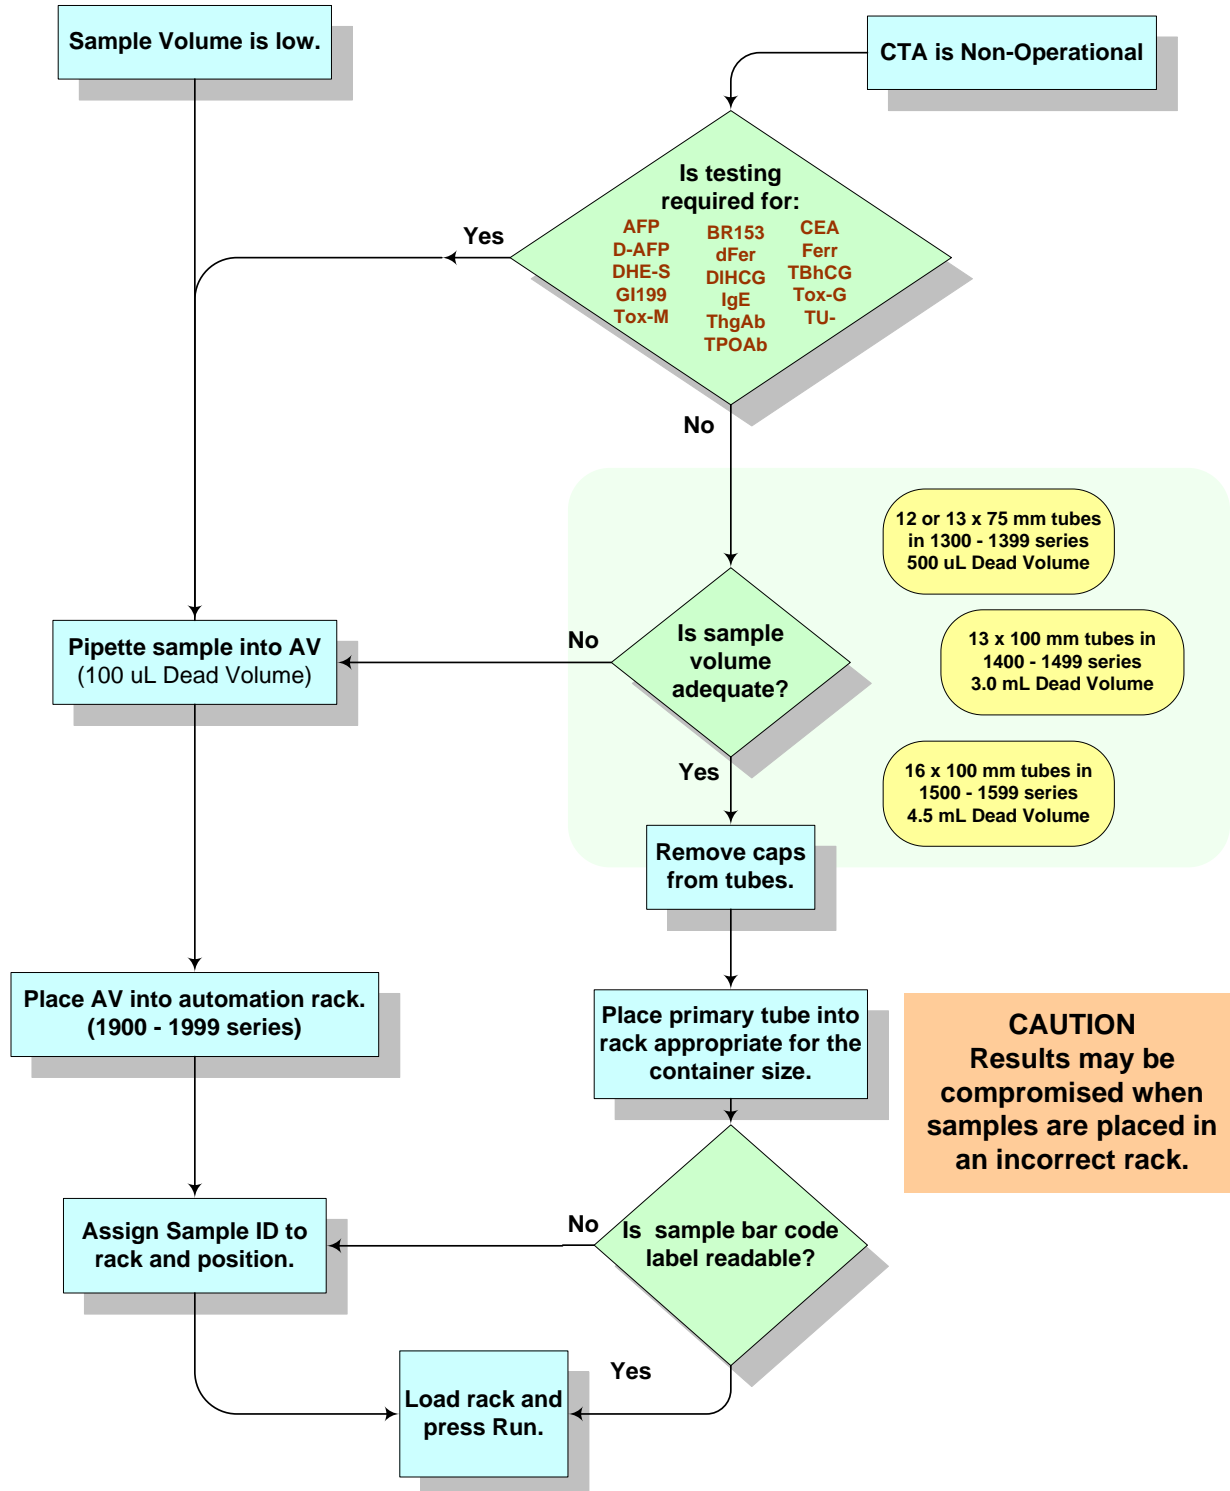 Sample Volume is low.
CTA is Non-Operational
Is testing
required for:
AFP
D-AFP
DHE-S
GI199
Tox-M
BR153
dFer
DIHCG
IgE
ThgAb
TPOAb
CEA
Ferr
TBhCG
Tox-G
TU-
Yes
No
12 or 13 x 75 mm tubes
in 1300 - 1399 series
500 uL Dead Volume
13 x 100 mm tubes in
1400 - 1499 series
3.0 mL Dead Volume
16 x 100 mm tubes in
1500 - 1599 series
4.5 mL Dead Volume
Is sample
volume
adequate?
No
Yes
Pipette sample into AV
(100 uL Dead Volume)
Remove caps
from tubes.
Place AV into automation rack.
(1900 - 1999 series)
Place primary tube into
rack appropriate for the
container size.
CAUTION
Results may be
compromised when
samples are placed in
an incorrect rack.
Is sample bar code
label readable?
No
Yes
Assign Sample ID to
rack and position.
Load rack and
press Run.